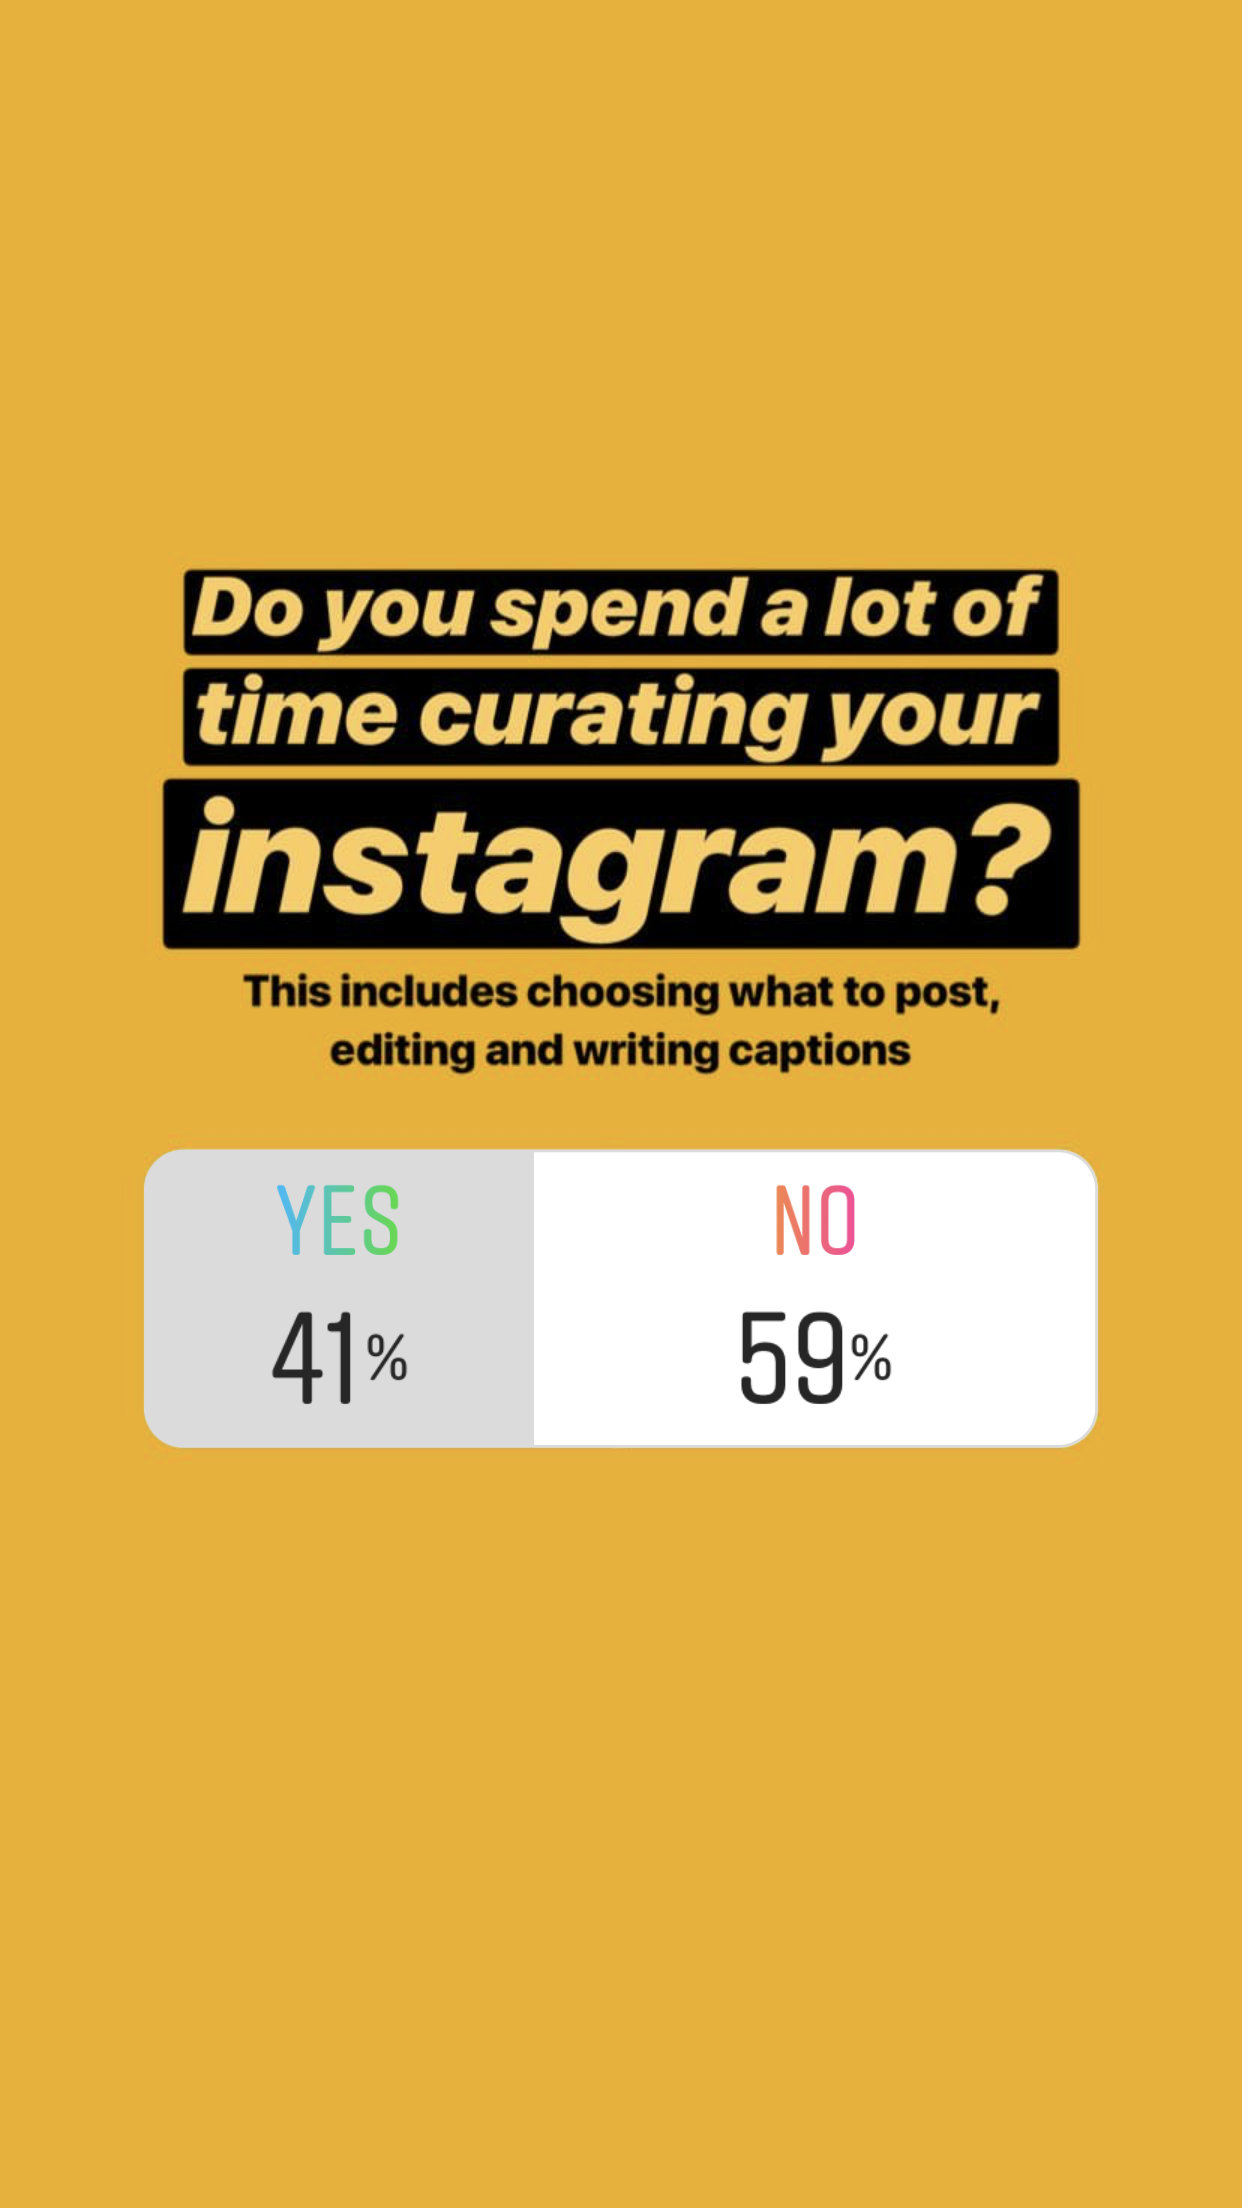 Do you spend a lot of
time curating your
instagram?
This includes choosing what to post,
editing and writing captions
YES
NO
41%
59%